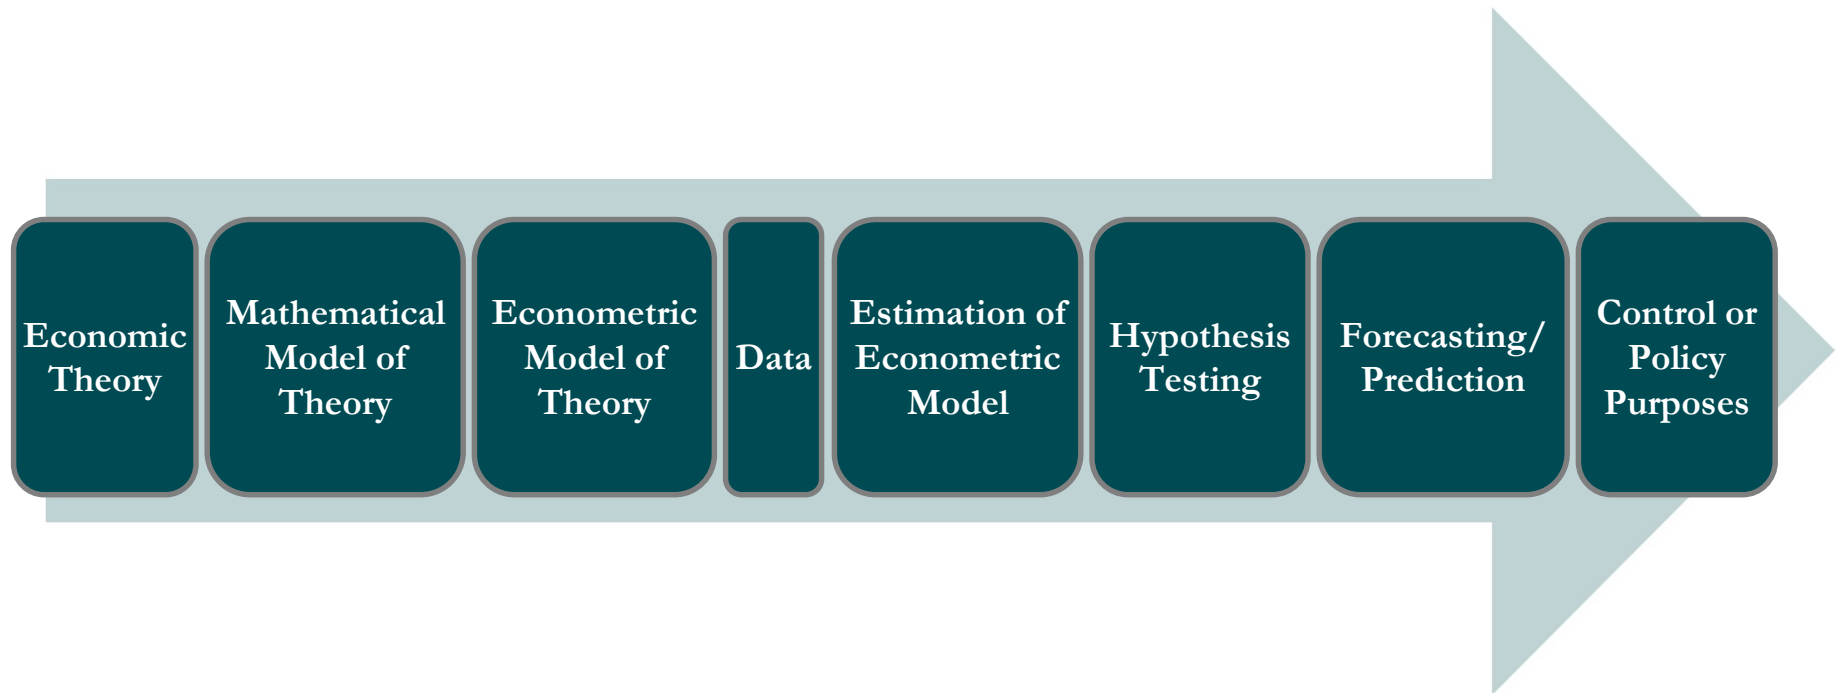 Economic
Theory
Mathematical
Model of
Theory
Econometric
Model of
Theory
Data
Estimation of
Econometric
Model
Hypothesis
Testing
Forecasting/
Prediction
Control or
Policy
Purposes